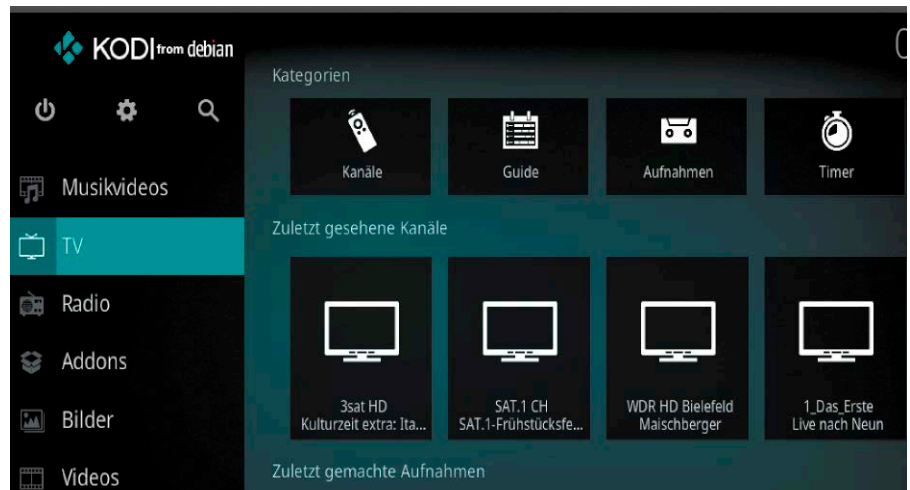 KODI from debian
Kategorien
Kanäle
Guide
Aufnahmen
Timer
Musikvideos
TV
Radio
Addons
Bilder
Videos
Zuletzt gesehene Kanäle
3sat HD
Kulturzeit extra: Ita...
SAT.1 CH
SAT.1-Frühstücksfe...
WDR HD Bielefeld
Maischberger
1_Das_Erste
Live nach Neun
Zuletzt gemachte Aufnahmen